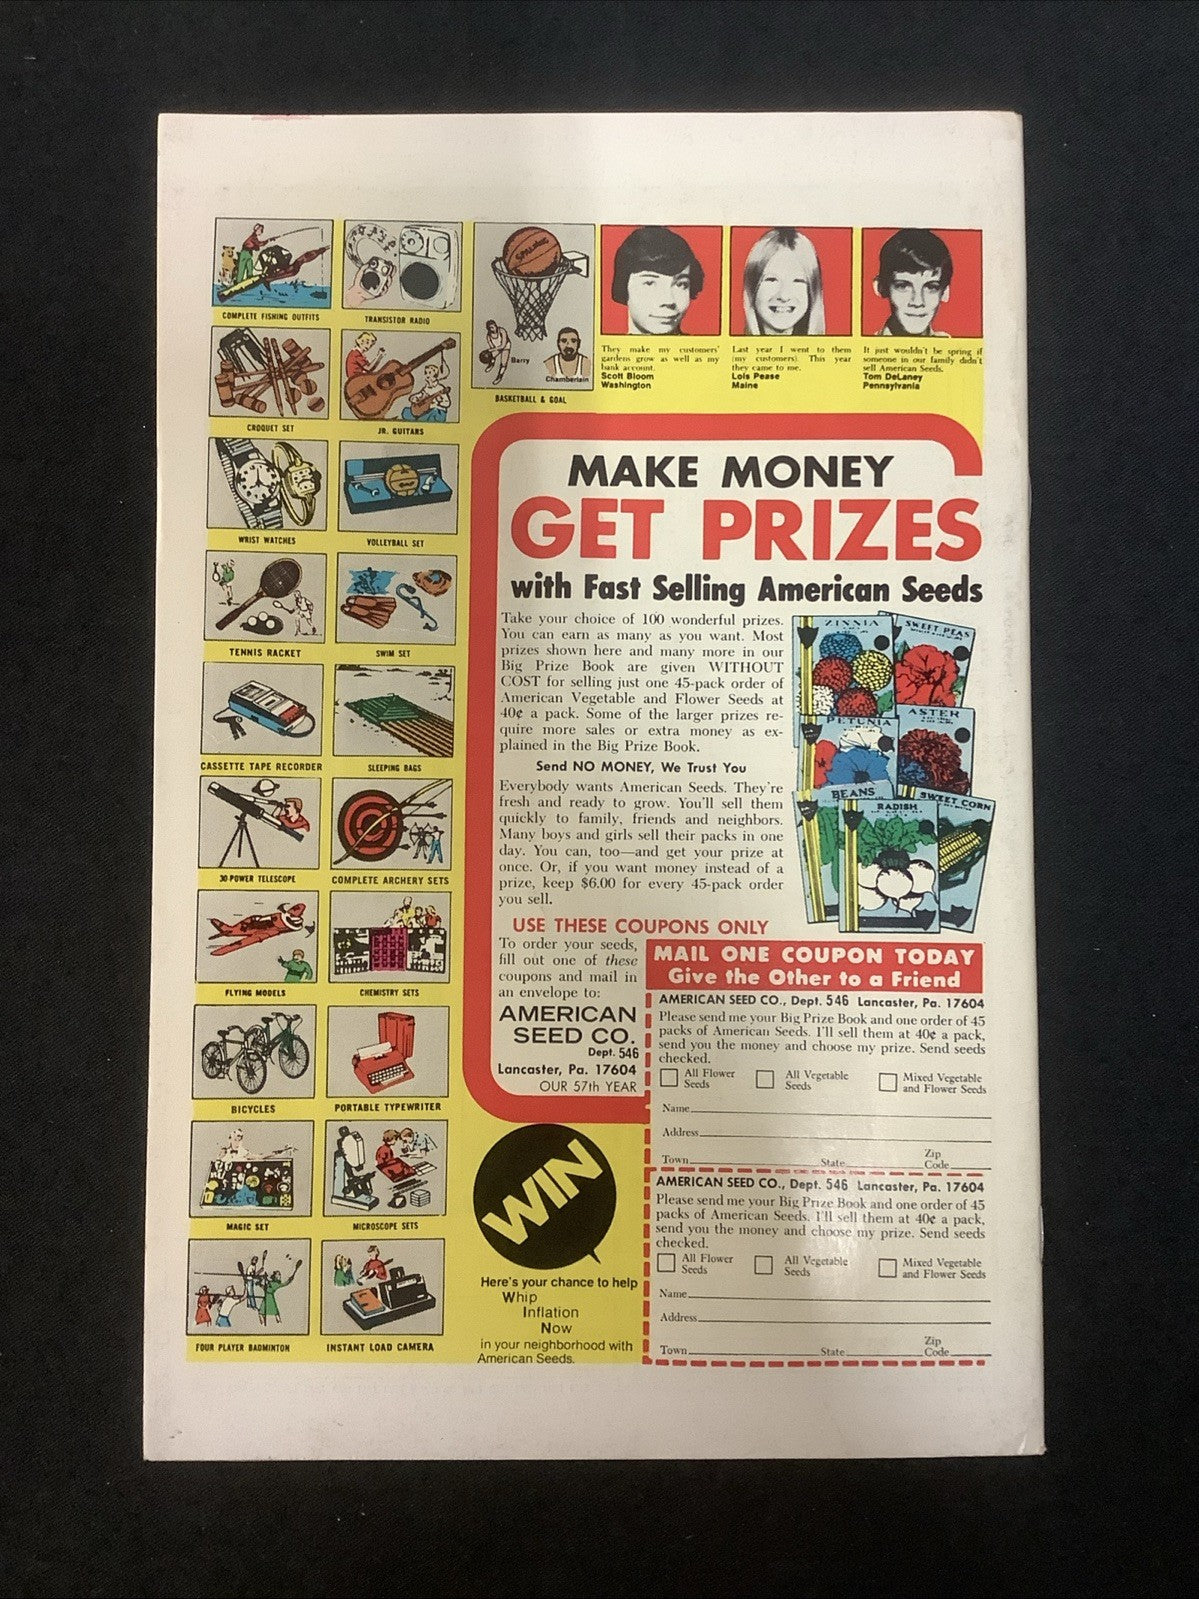 COMPLETE FISHING OUTFITS
TRANSISTOR RADIO
CROQUET SET
JR. GUITARS
WRIST WATCHES
VOLLEYBALL SET
TENNIS RACKET
SWIM SET
CASSETTE TAPE RECORDER
SLEEPING BAGS
30-POWER TELESCOPE
COMPLETE ARCHERY SETS
FLYING MODELS
CHEMISTRY SETS
BICYCLES
PORTABLE TYPEWRITER
MAGIC SET
MICROSCOPE SETS
FOUR PLAYER BADMINTON
INSTANT LOAD CAMERA
SPALDING
Barry
Chamberlain
BASKETBALL & GOAL
They make my customers'
gardens grow as well as my
bank account.
Scott Bloom
Washington
Last year I went to them
(my customers). This year
they came to me.
Lois Pease
Maine
It just wouldn't be spring if
someone in our family didn't
sell American Seeds.
Tom DeLaney
Pennsylvania
MAKE MONEY
GET PRIZES
with Fast Selling American Seeds
Take your choice of 100 wonderful prizes.
You can earn as many as you want. Most
prizes shown here and many more in our
Big Prize Book are given WITHOUT
COST for selling just one 45-pack order of
American Vegetable and Flower Seeds at
40¢ a pack. Some of the larger prizes re-
quire more sales or extra money as ex-
plained in the Big Prize Book.
Send NO MONEY, We Trust You
Everybody wants American Seeds. They're
fresh and ready to grow. You'll sell them
quickly to family, friends and neighbors.
Many boys and girls sell their packs in one
day. You can, too—and get your prize at
once. Or, if you want money instead of a
prize, keep $6.00 for every 45-pack order
you sell.
ZINNIA
SWEET PEAS
PETUNIA
ASTER
BEANS
RADISH
SWEET CORN
USE THESE COUPONS ONLY
To order your seeds,
fill out one of these
coupons and mail in
an envelope to:
AMERICAN
SEED CO.
Dept. 546
Lancaster, Pa. 17604
OUR 57th YEAR
MAIL ONE COUPON TODAY
Give the Other to a Friend
AMERICAN SEED CO., Dept. 546 Lancaster, Pa. 17604
Please send me your Big Prize Book and one order of 45
packs of American Seeds. I'll sell them at 40¢ a pack,
send you the money and choose my prize. Send seeds
checked.
All Flower Seeds
All Vegetable Seeds
Mixed Vegetable and Flower Seeds
Name
Address
Town State Zip Code
AMERICAN SEED CO., Dept. 546 Lancaster, Pa. 17604
Please send me your Big Prize Book and one order of 45
packs of American Seeds. I'll sell them at 40¢ a pack,
send you the money and choose my prize. Send seeds
checked.
All Flower Seeds
All Vegetable Seeds
Mixed Vegetable and Flower Seeds
Name
Address
Town State Zip Code
WIN
Here's your chance to help
Whip
Inflation
Now
in your neighborhood with
American Seeds.